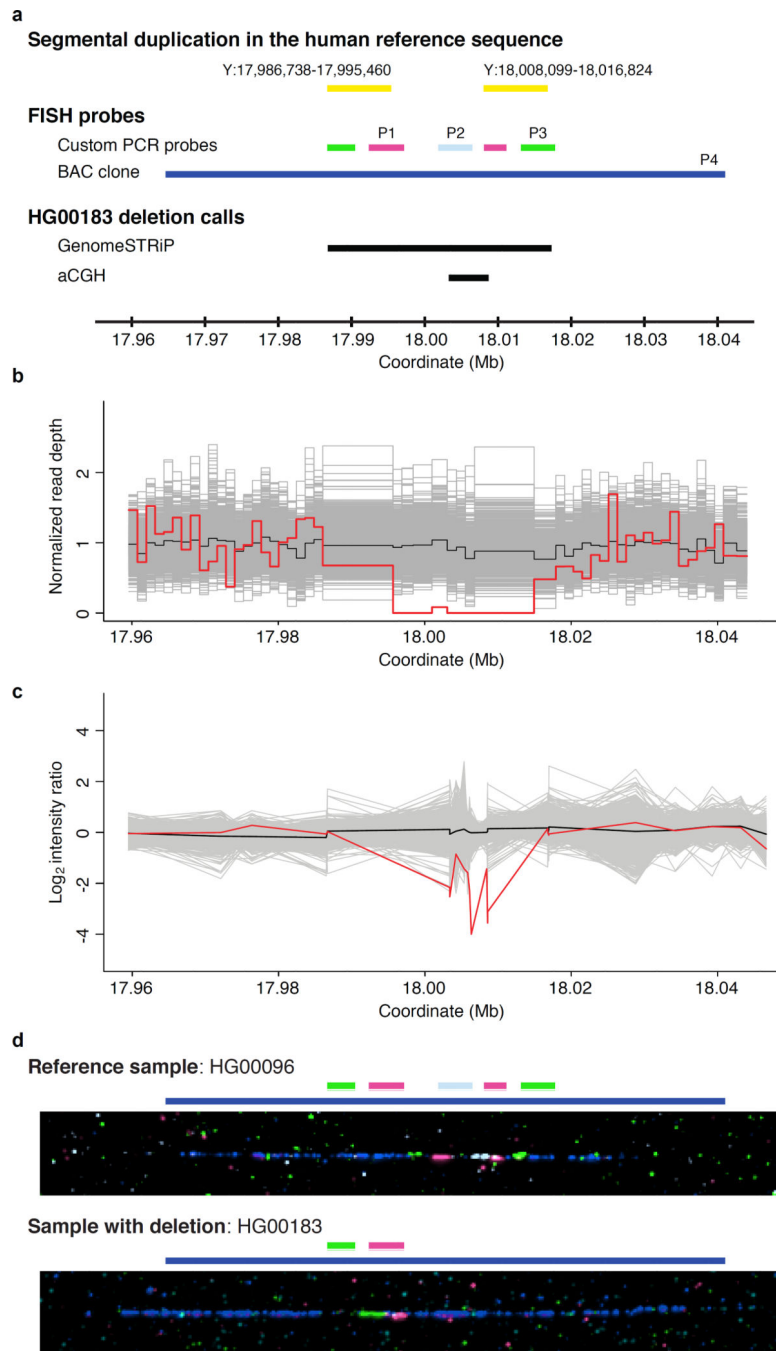 a
Segmental duplication in the human reference sequence
Y:17,986,738-17,995,460 Y:18,008,099-18,016,824
FISH probes
P1 P2 P3
Custom PCR probes
P4
BAC clone
HG00183 deletion calls
GenomeSTRiP
aCGH
17.96 17.97 17.98 17.99 18.00 18.01 18.02 18.03 18.04
Coordinate (Mb)
b
Normalized read depth
2
1
0
17.96 17.98 18.00 18.02 18.04
Coordinate (Mb)
c
Log2 intensity ratio
4
2
0
-2
-4
17.96 17.98 18.00 18.02 18.04
Coordinate (Mb)
d
Reference sample: HG00096
Sample with deletion: HG00183